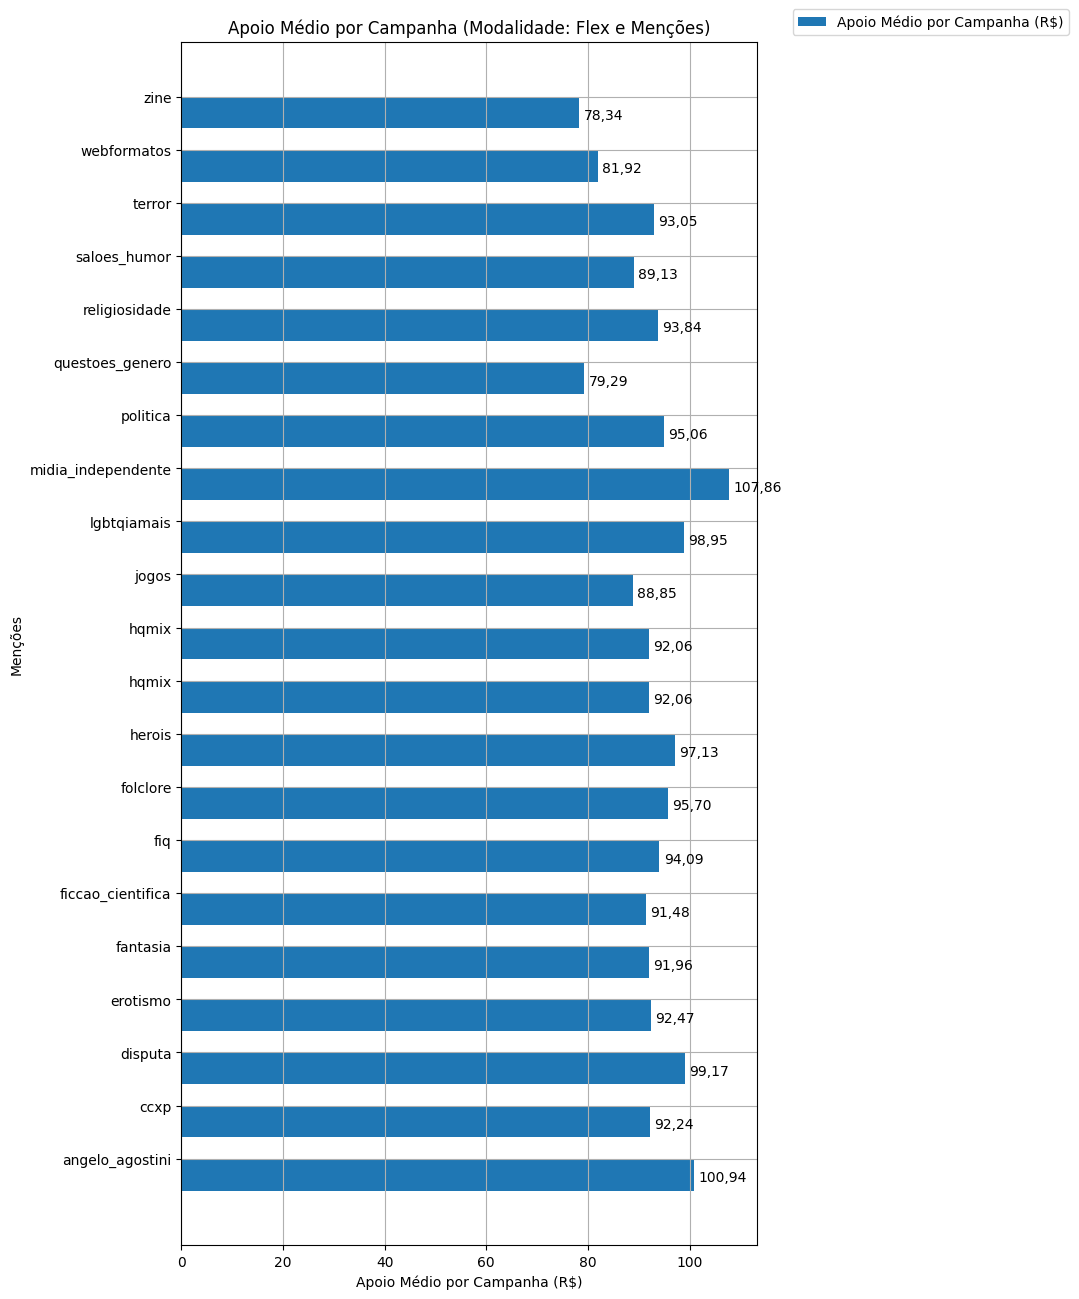 Apoio Médio por Campanha (Modalidade: Flex e Menções)
Apoio Médio por Campanha (R$)
zine 78,34
webformatos 81,92
terror 93,05
saloes_humor 89,13
religiosidade 93,84
questoes_genero 79,29
politica 95,06
midia_independente 107,86
lgbtqiamais 98,95
jogos 88,85
hqmix 92,06
hqmix 92,06
herois 97,13
folclore 95,70
fiq 94,09
ficcao_cientifica 91,48
fantasia 91,96
erotismo 92,47
disputa 99,17
ccxp 92,24
angelo_agostini 100,94
Menções
0 20 40 60 80 100
Apoio Médio por Campanha (R$)